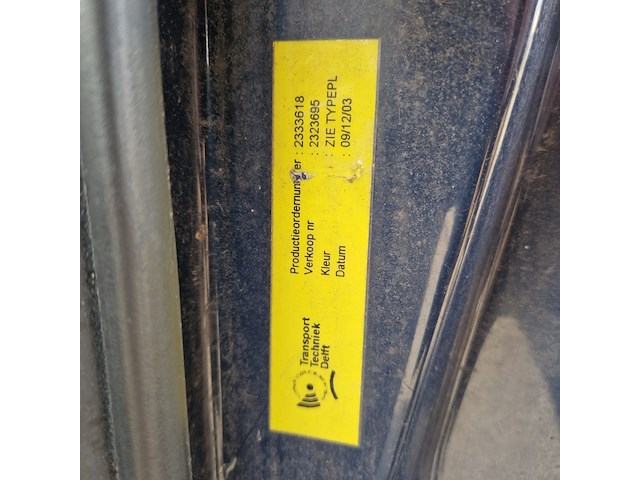 Transport
Techniek
Delft
Productieordernummer : 2333618
Verkoop nr : 2323695
Kleur : ZIE TYPEPL
Datum : 09/12/03